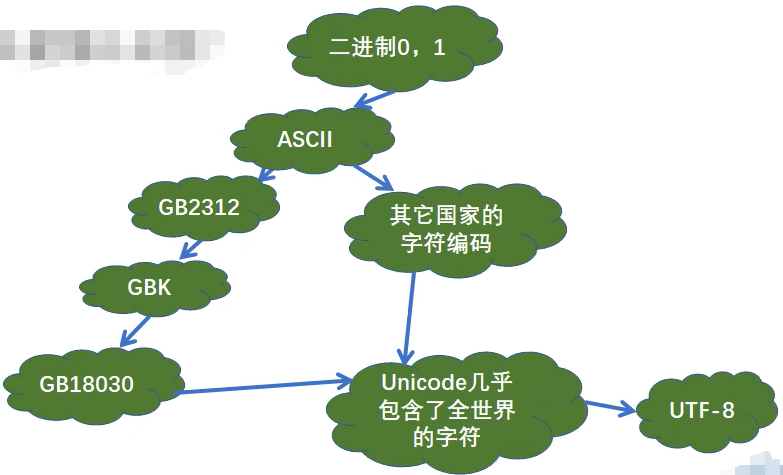 二进制0，1
ASCII
GB2312
其它国家的
字符编码
GBK
GB18030
Unicode几乎
包含了全世界
的字符
UTF-8